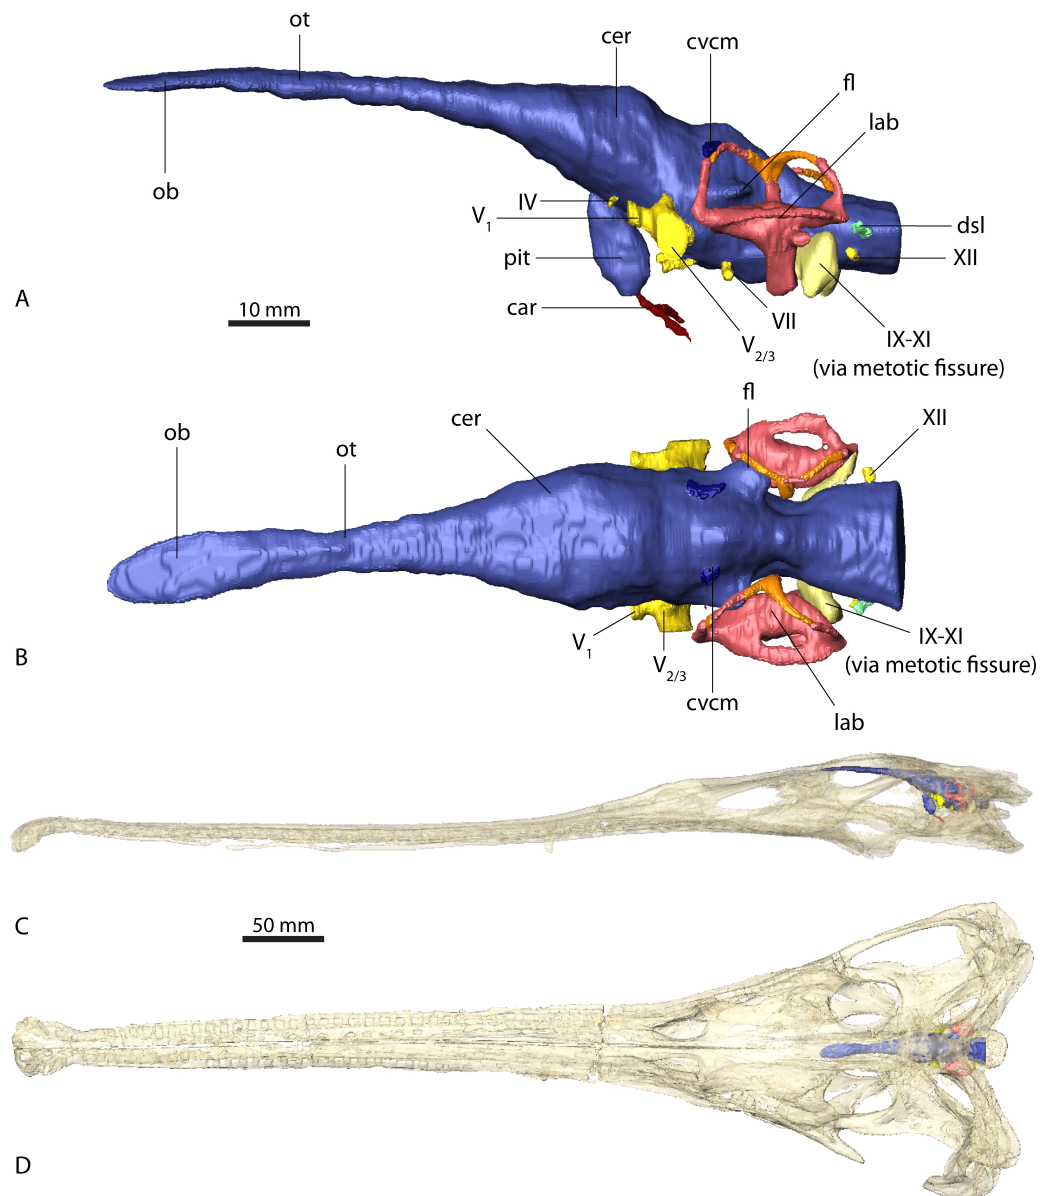 ot
cer
cvcm
fl
lab
ob
IV
V1
pit
car
dsl
XII
VII
V2/3
IX-XI
(via metotic fissure)
A
10 mm
fl
XII
cer
ob
ot
V1
V2/3
IX-XI
(via metotic fissure)
cvcm
lab
B
C
50 mm
D